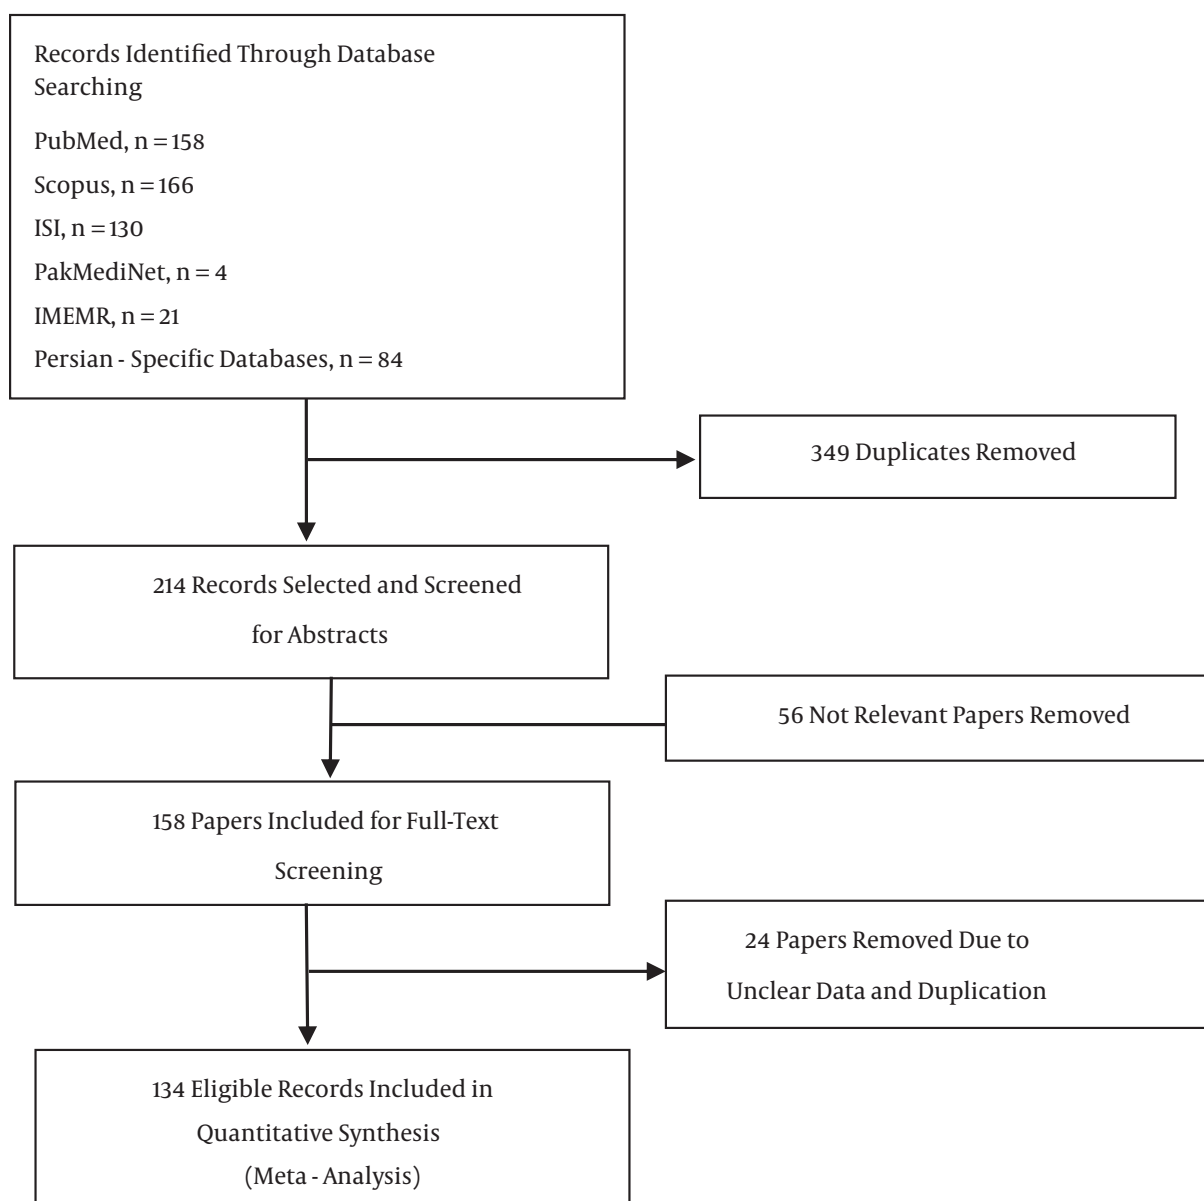 Records Identified Through Database
Searching
PubMed, n = 158
Scopus, n = 166
ISI, n = 130
PakMediNet, n = 4
IMEMR, n = 21
Persian - Specific Databases, n = 84
349 Duplicates Removed
214 Records Selected and Screened
for Abstracts
56 Not Relevant Papers Removed
158 Papers Included for Full-Text
Screening
24 Papers Removed Due to
Unclear Data and Duplication
134 Eligible Records Included in
Quantitative Synthesis
(Meta - Analysis)